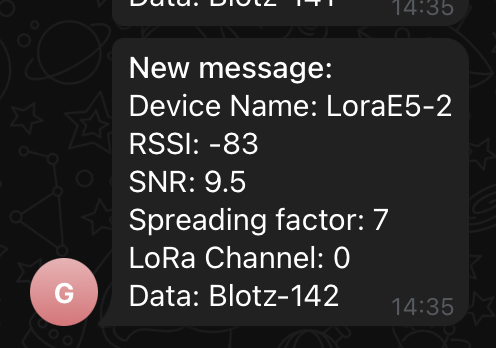 Data: Blotz-141
14:35
New message:
Device Name: LoraE5-2
RSSI: -83
SNR: 9.5
Spreading factor: 7
LoRa Channel: 0
Data: Blotz-142
14:35
G